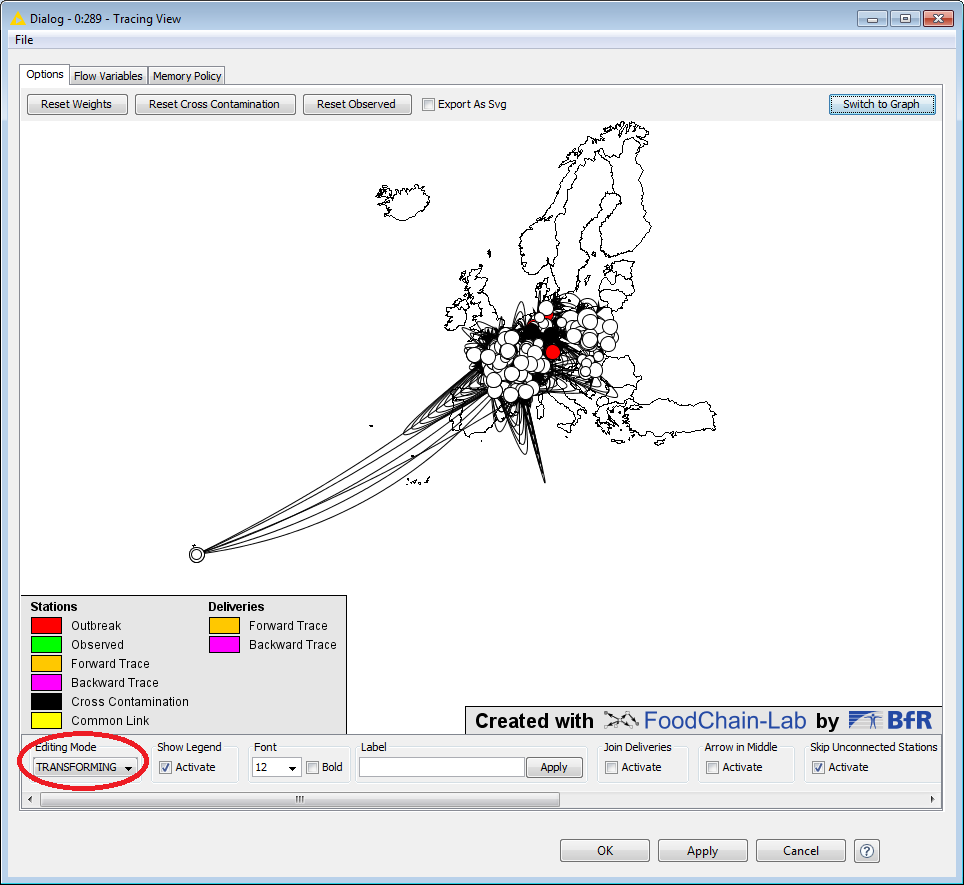 Dialog - 0:289 - Tracing View
File
Options Flow Variables Memory Policy
Reset Weights Reset Cross Contamination Reset Observed Export As Svg Switch to Graph
Stations Deliveries
Outbreak Forward Trace
Observed Backward Trace
Forward Trace
Backward Trace
Cross Contamination
Common Link
Created with FoodChain-Lab by BfR
Editing Mode Show Legend Font Label Join Deliveries Arrow in Middle Skip Unconnected Stations
TRANSFORMING Activate 12 Bold Apply Activate Activate Activate
OK Apply Cancel ?